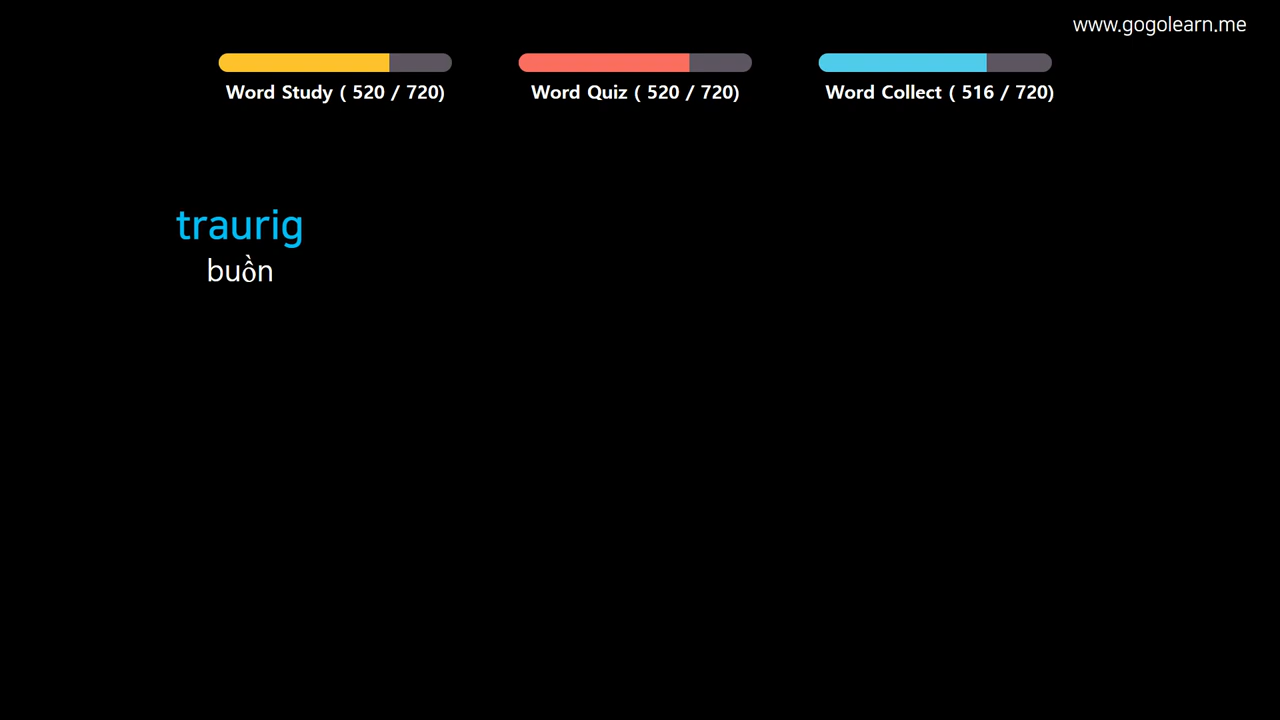 www.gogolearn.me
Word Study ( 520 / 720)
Word Quiz ( 520 / 720)
Word Collect ( 516 / 720)
traurig
buồn